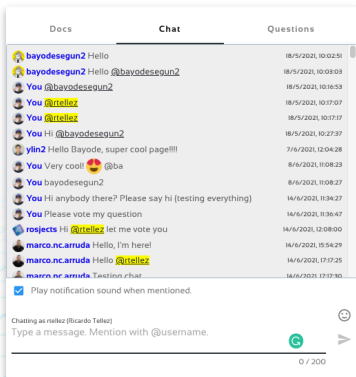 Docs Chat Questions
bayodesegun2 Hello 18/5/2021, 10:02:51
bayodesegun2 Hello @bayodesegun2 18/5/2021, 10:03:03
You @bayodesegun2 18/5/2021, 10:16:53
You @rtellez 18/5/2021, 10:17:07
You @rtellez 18/5/2021, 10:17:17
You Hi @bayodesegun2 18/5/2021, 10:27:37
ylin2 Hello Bayode, super cool page!!!! 7/6/2021, 12:04:28
You Very cool! 😍 @ba 8/6/2021, 11:08:23
You bayodesegun2 8/6/2021, 11:08:27
You Hi anybody there? Please say hi (testing everything) 14/6/2021, 11:34:27
You Please vote my question 14/6/2021, 11:36:47
rosjects Hi @rtellez let me vote you 14/6/2021, 12:08:00
marco.nc.arruda Hello, I'm here! 14/6/2021, 15:54:29
marco.nc.arruda Hello @rtellez 14/6/2021, 17:17:25
marco.nc.arruda Testing chat 14/6/2021, 17:17:30
Play notification sound when mentioned.
Chatting as rtellez (Ricardo Tellez)
Type a message. Mention with @username.
0 / 200